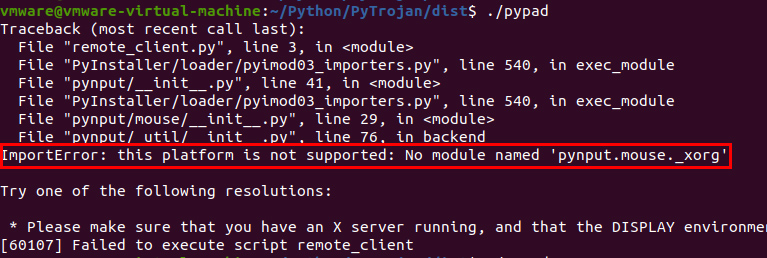 vmware@vmware-virtual-machine:~/Python/PyTrojan/dist$ ./pypad
Traceback (most recent call last):
  File "remote_client.py", line 3, in <module>
  File "PyInstaller/loader/pyimod03_importers.py", line 540, in exec_module
  File "pynput/__init__.py", line 41, in <module>
  File "PyInstaller/loader/pyimod03_importers.py", line 540, in exec_module
  File "pynput/mouse/__init__.py", line 29, in <module>
  File "pynput/_util/__init__.py", line 76, in backend
ImportError: this platform is not supported: No module named 'pynput.mouse._xorg'
Try one of the following resolutions:
 * Please make sure that you have an X server running, and that the DISPLAY environme
[60107] Failed to execute script remote_client